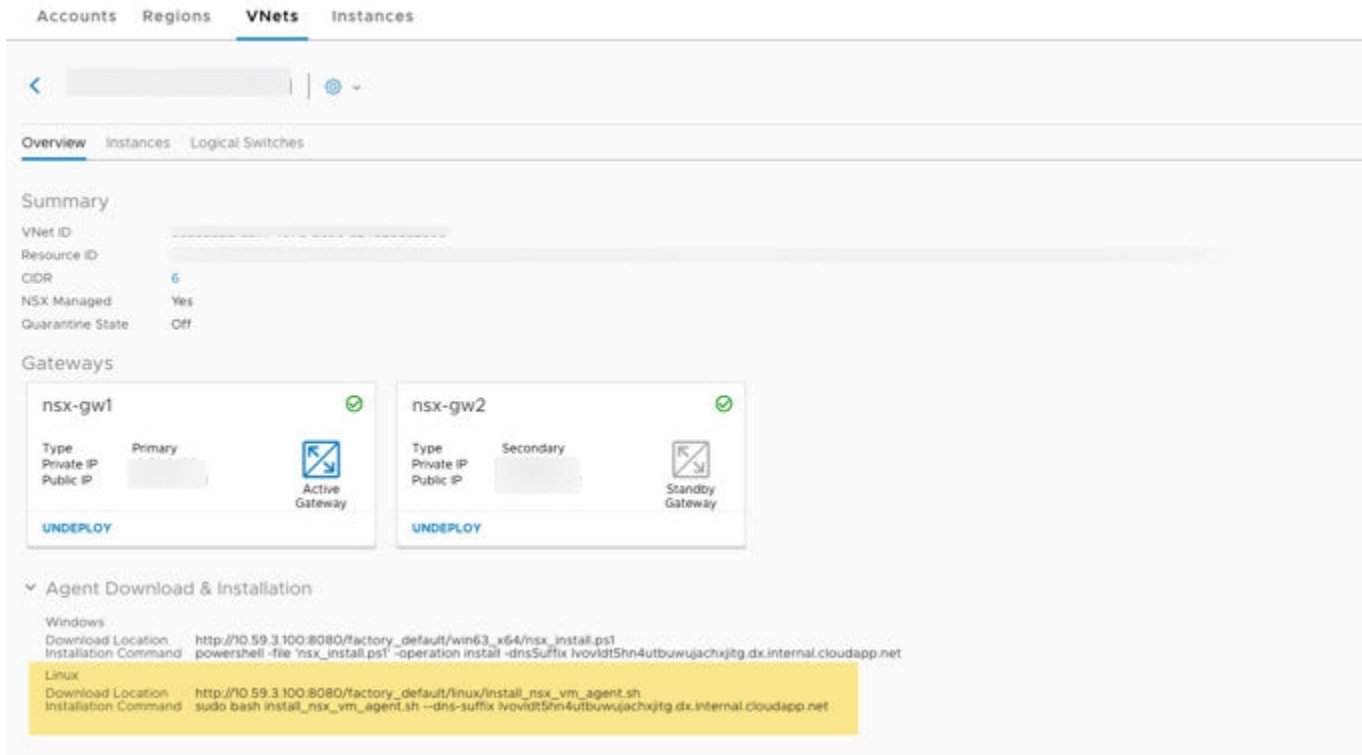 Accounts Regions VNets Instances
Overview Instances Logical Switches
Summary
VNet ID
Resource ID
CIDR 6
NSX Managed Yes
Quarantine State Off
Gateways
nsx-gw1 nsx-gw2
Type Primary
Private IP
Public IP
Active
Gateway
UNDEPLOY
Type Secondary
Private IP
Public IP
Standby
Gateway
UNDEPLOY
Agent Download & Installation
Windows
Download Location http://10.59.3.100:8080/factory_default/win63_x64/nsx_install.ps1
Installation Command powershell -file 'nsx_install.ps1' -operation install -dnsSuffix lvovldt5hn4utbuwujachxjitg.dx.internal.cloudapp.net
Linux
Download Location http://10.59.3.100:8080/factory_default/linux/install_nsx_vm_agent.sh
Installation Command sudo bash install_nsx_vm_agent.sh --dns-suffix lvovldt5hn4utbuwujachxjitg.dx.internal.cloudapp.net